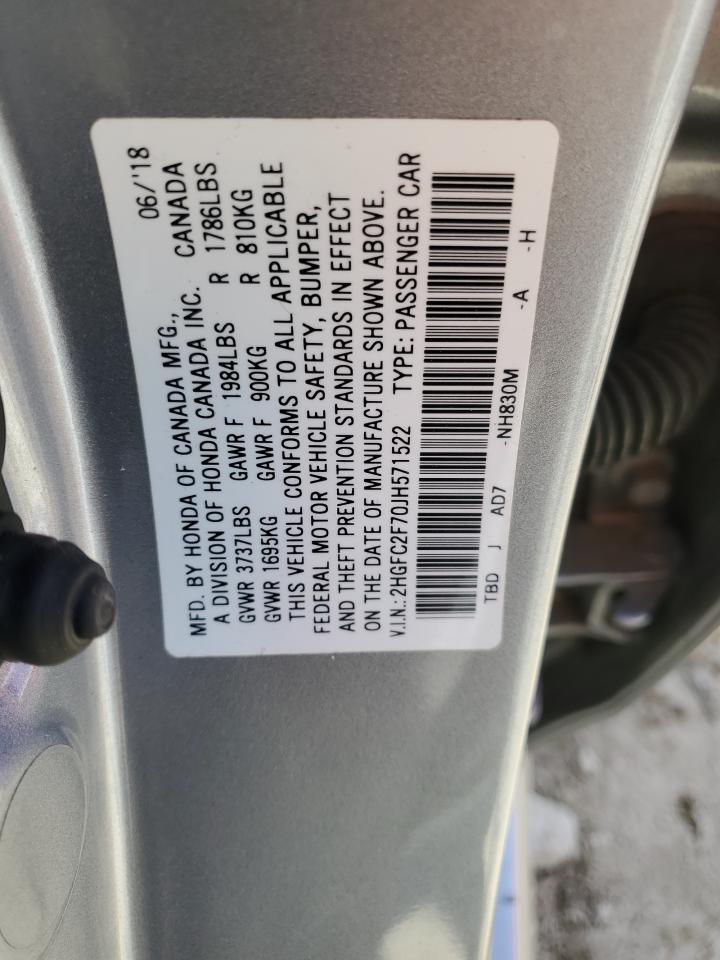 MFD. BY HONDA OF CANADA MFG., 06/'18
A DIVISION OF HONDA CANADA INC. CANADA
GVWR 3737LBS GAWR F 1984LBS R 1786LBS
GVWR 1695KG GAWR F 900KG R 810KG
THIS VEHICLE CONFORMS TO ALL APPLICABLE
FEDERAL MOTOR VEHICLE SAFETY, BUMPER,
AND THEFT PREVENTION STANDARDS IN EFFECT
ON THE DATE OF MANUFACTURE SHOWN ABOVE.
V.I.N.: 2HGFC2F70JH571522 TYPE: PASSENGER CAR
TBD J AD7 -NH830M -A -H